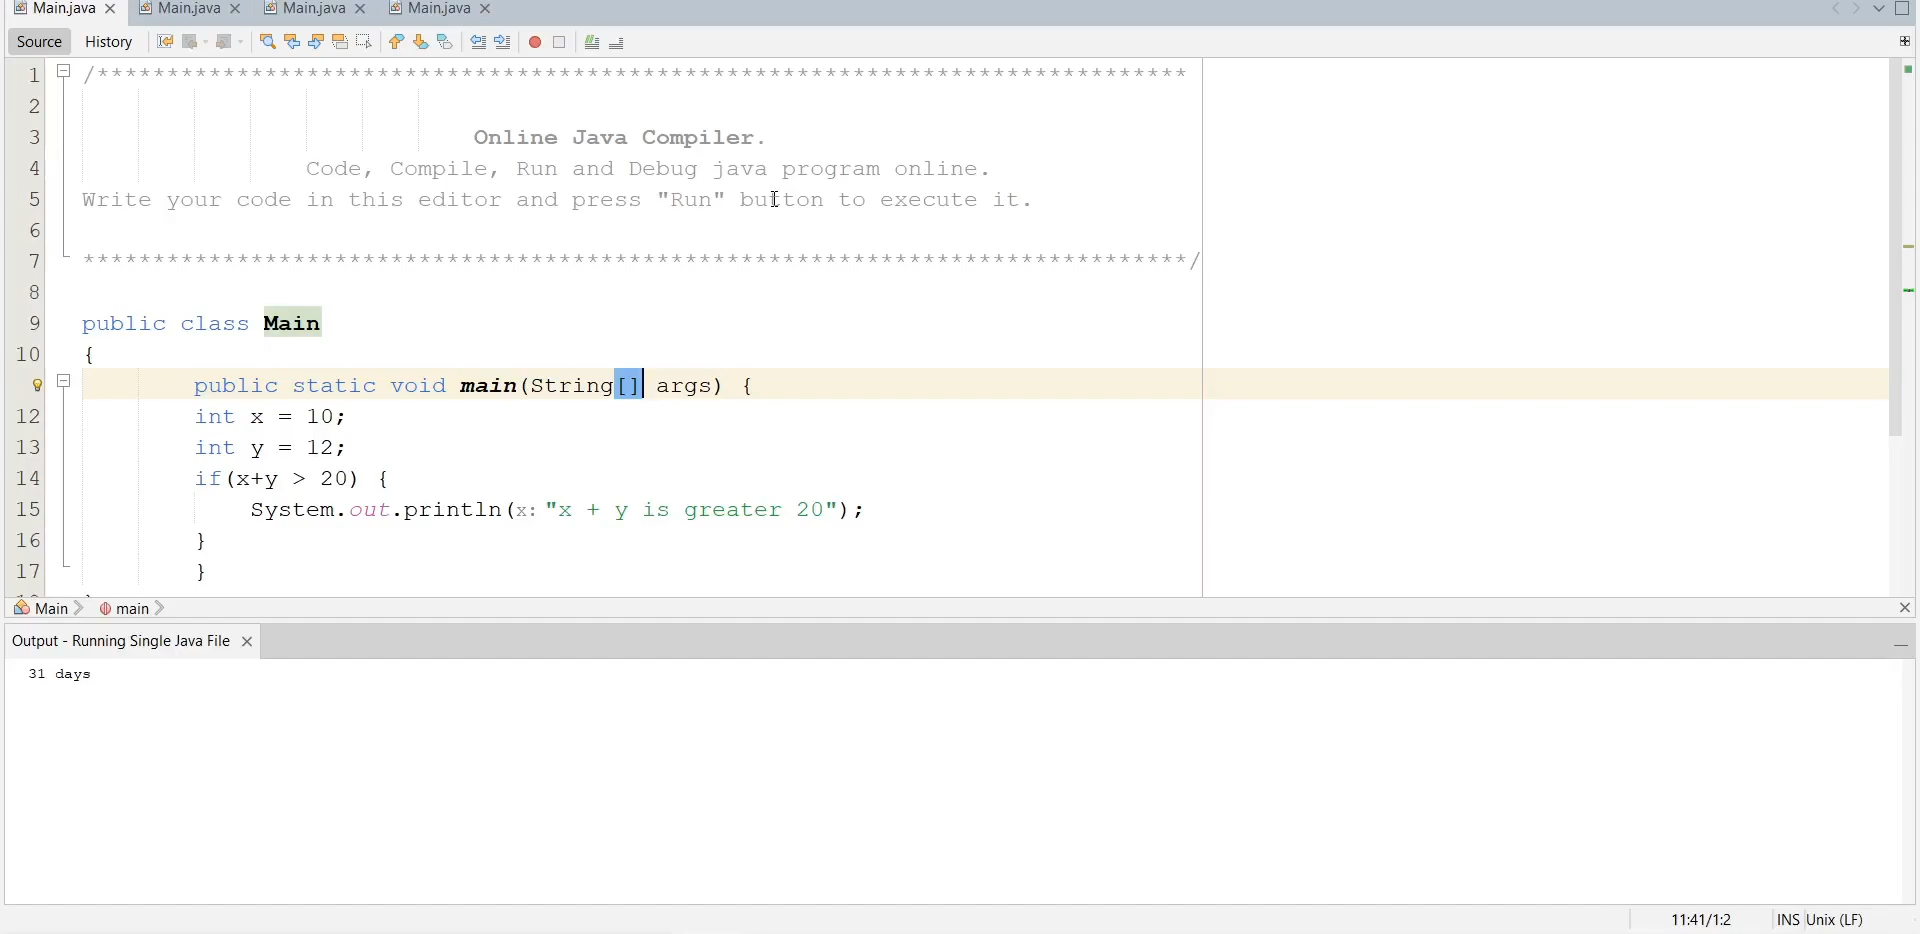 Main.java Main.java Main.java Main.java
Source History
1 /******************************************************************************
2
3 Online Java Compiler.
4 Code, Compile, Run and Debug java program online.
5 Write your code in this editor and press "Run" button to execute it.
6
7 *******************************************************************************/
8
9 public class Main
10 {
public static void main(String[] args) {
12 int x = 10;
13 int y = 12;
14 if(x+y > 20) {
15 System.out.println(x: "x + y is greater 20");
16 }
17 }
Main main
Output - Running Single Java File
31 days
11:41/1:2 INS Unix (LF)